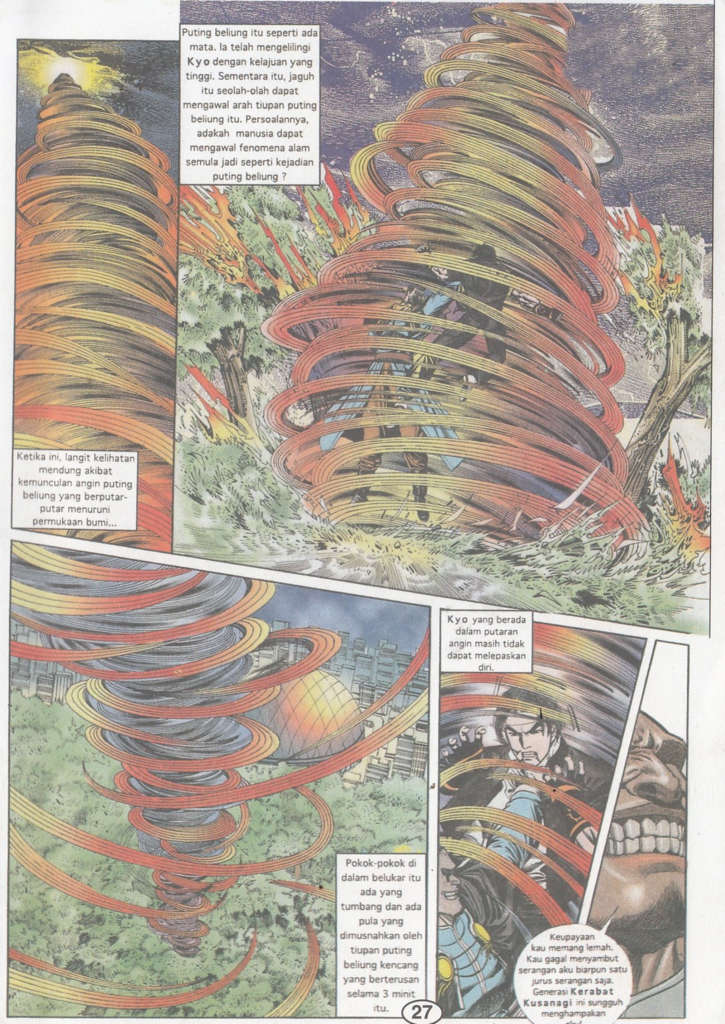 Puting beliung itu seperti ada
mata. Ia telah mengelilingi
Kyo dengan kelajuan yang
tinggi. Sementara itu, jaguh
itu seolah-olah dapat
mengawal arah tiupan puting
beliung itu. Persoalannya,
adakah manusia dapat
mengawal fenomena alam
semula jadi seperti kejadian
puting beliung ?
Ketika ini, langit kelihatan
mendung akibat
kemunculan angin puting
beliung yang berputar-
putar menuruni
permukaan bumi...
Pokok-pokok di
dalam belukar itu
ada yang
tumbang dan ada
pula yang
dimusnahkan oleh
tiupan puting
beliung kencang
yang berterusan
selama 3 minit
itu.
Kyo yang berada
dalam putaran
angin masih tidak
dapat melepaskan
diri.
Keupayaan
kau memang lemah.
Kau gagal menyambut
serangan aku biarpun satu
jurus serangan saja.
Generasi Kerabat
Kusanagi ini sungguh
menghampakan
27